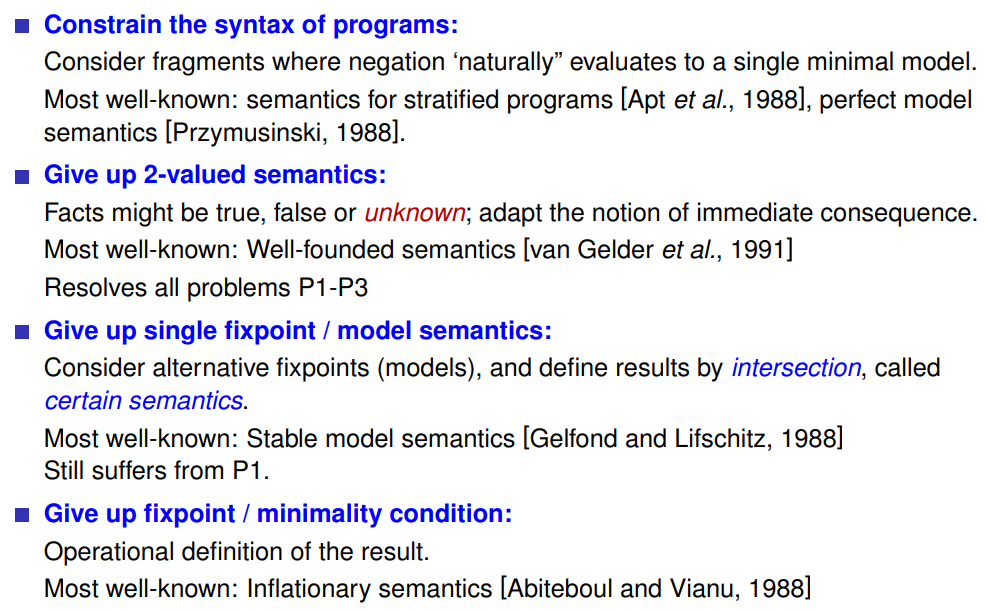 Constrain the syntax of programs:
Consider fragments where negation ‘naturally” evaluates to a single minimal model.
Most well-known: semantics for stratified programs [Apt et al., 1988], perfect model
semantics [Przymusinski, 1988].
Give up 2-valued semantics:
Facts might be true, false or unknown; adapt the notion of immediate consequence.
Most well-known: Well-founded semantics [van Gelder et al., 1991]
Resolves all problems P1-P3
Give up single fixpoint / model semantics:
Consider alternative fixpoints (models), and define results by intersection, called
certain semantics.
Most well-known: Stable model semantics [Gelfond and Lifschitz, 1988]
Still suffers from P1.
Give up fixpoint / minimality condition:
Operational definition of the result.
Most well-known: Inflationary semantics [Abiteboul and Vianu, 1988]